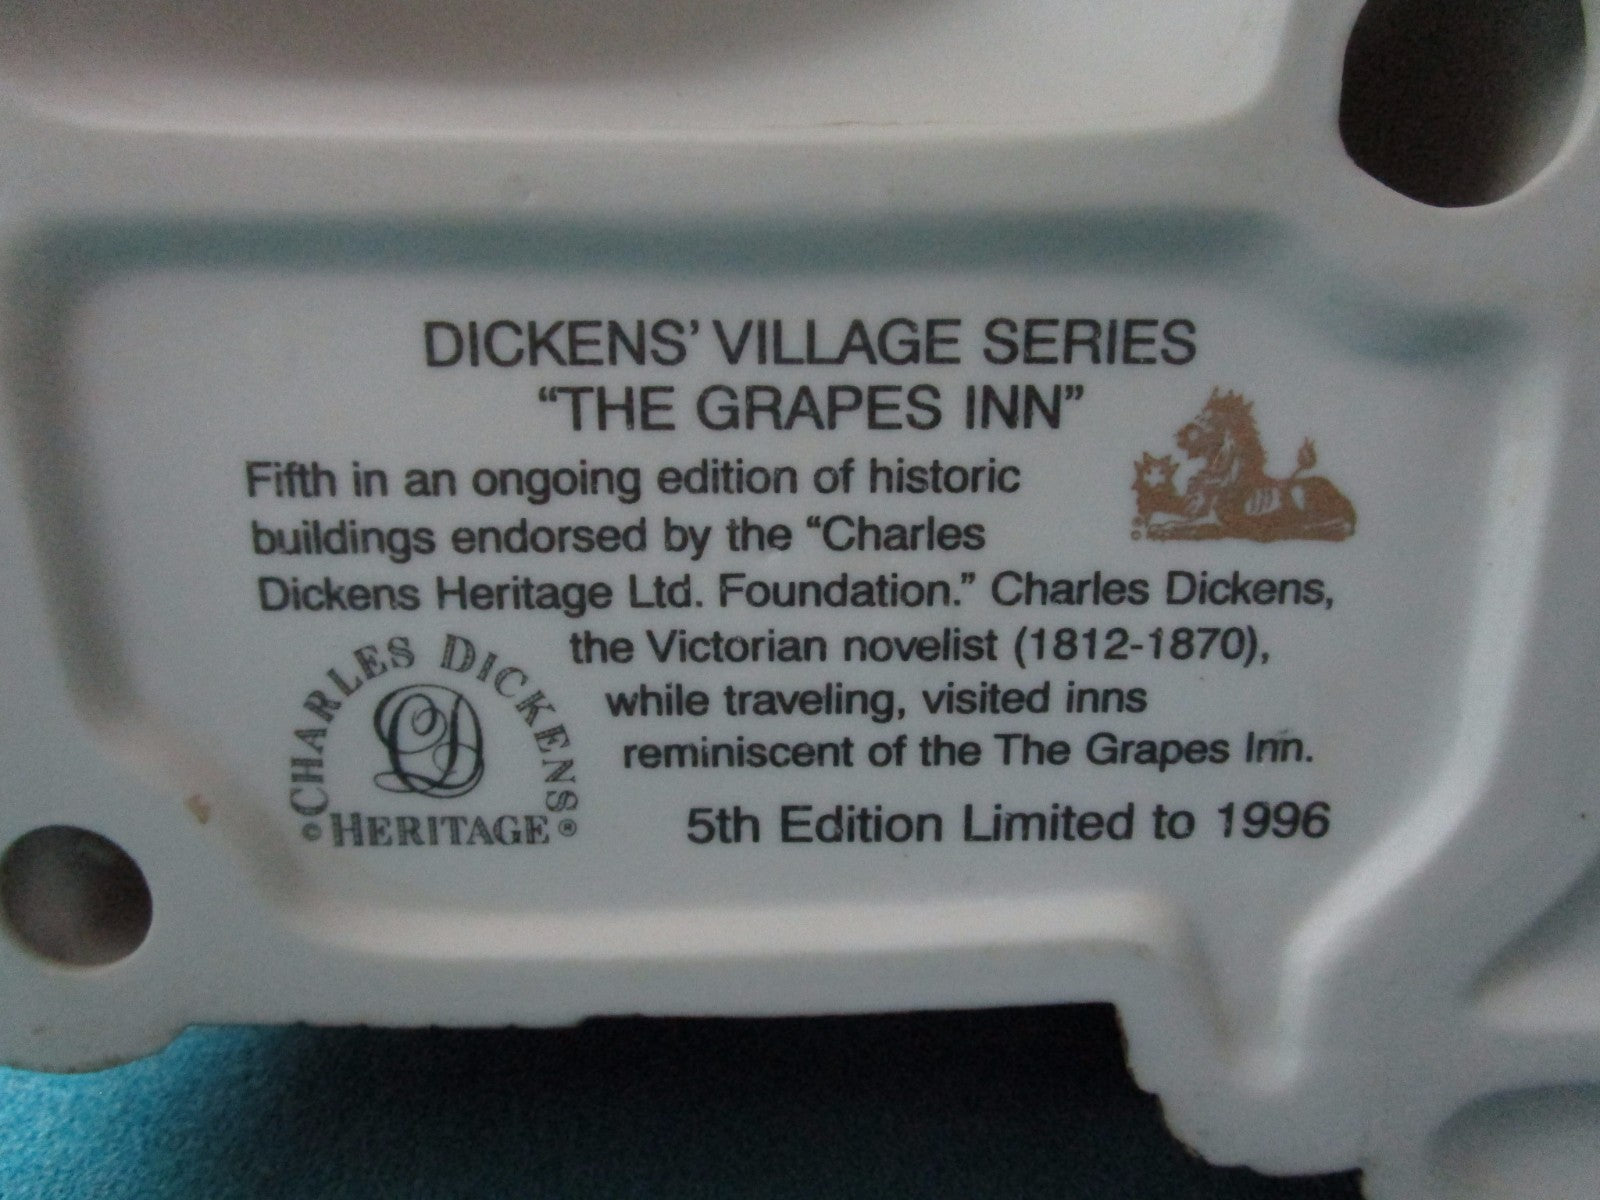 DICKENS' VILLAGE SERIES
“THE GRAPES INN”
Fifth in an ongoing edition of historic
buildings endorsed by the “Charles
Dickens Heritage Ltd. Foundation.” Charles Dickens,
the Victorian novelist (1812-1870),
while traveling, visited inns
reminiscent of the The Grapes Inn.
5th Edition Limited to 1996
CHARLES DICKENS
CD
© HERITAGE ®
©